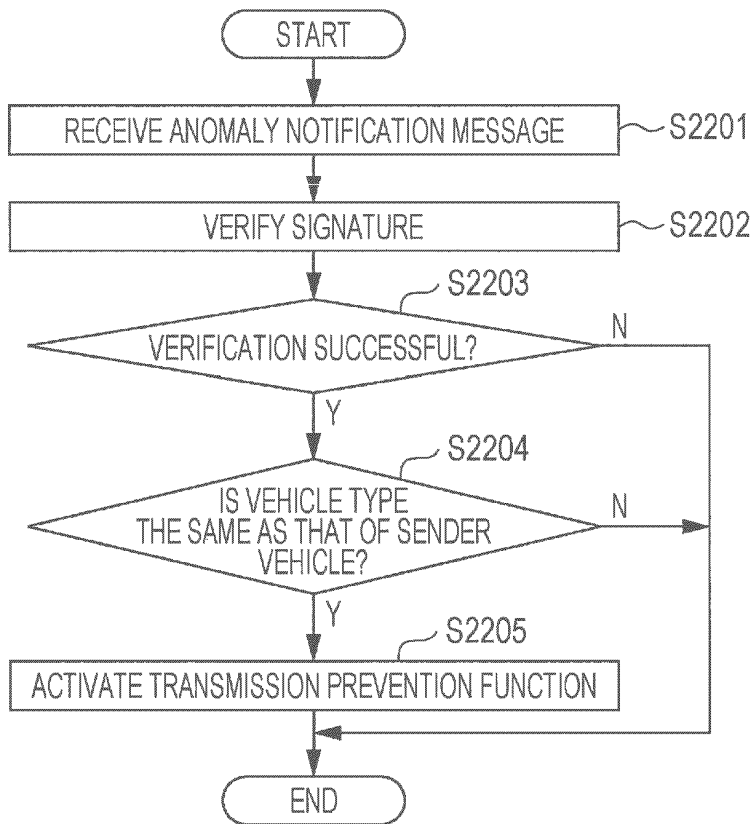 START
RECEIVE ANOMALY NOTIFICATION MESSAGE
S2201
VERIFY SIGNATURE
S2202
S2203
VERIFICATION SUCCESSFUL?
N
Y
S2204
IS VEHICLE TYPE
THE SAME AS THAT OF SENDER
VEHICLE?
N
Y
S2205
ACTIVATE TRANSMISSION PREVENTION FUNCTION
END